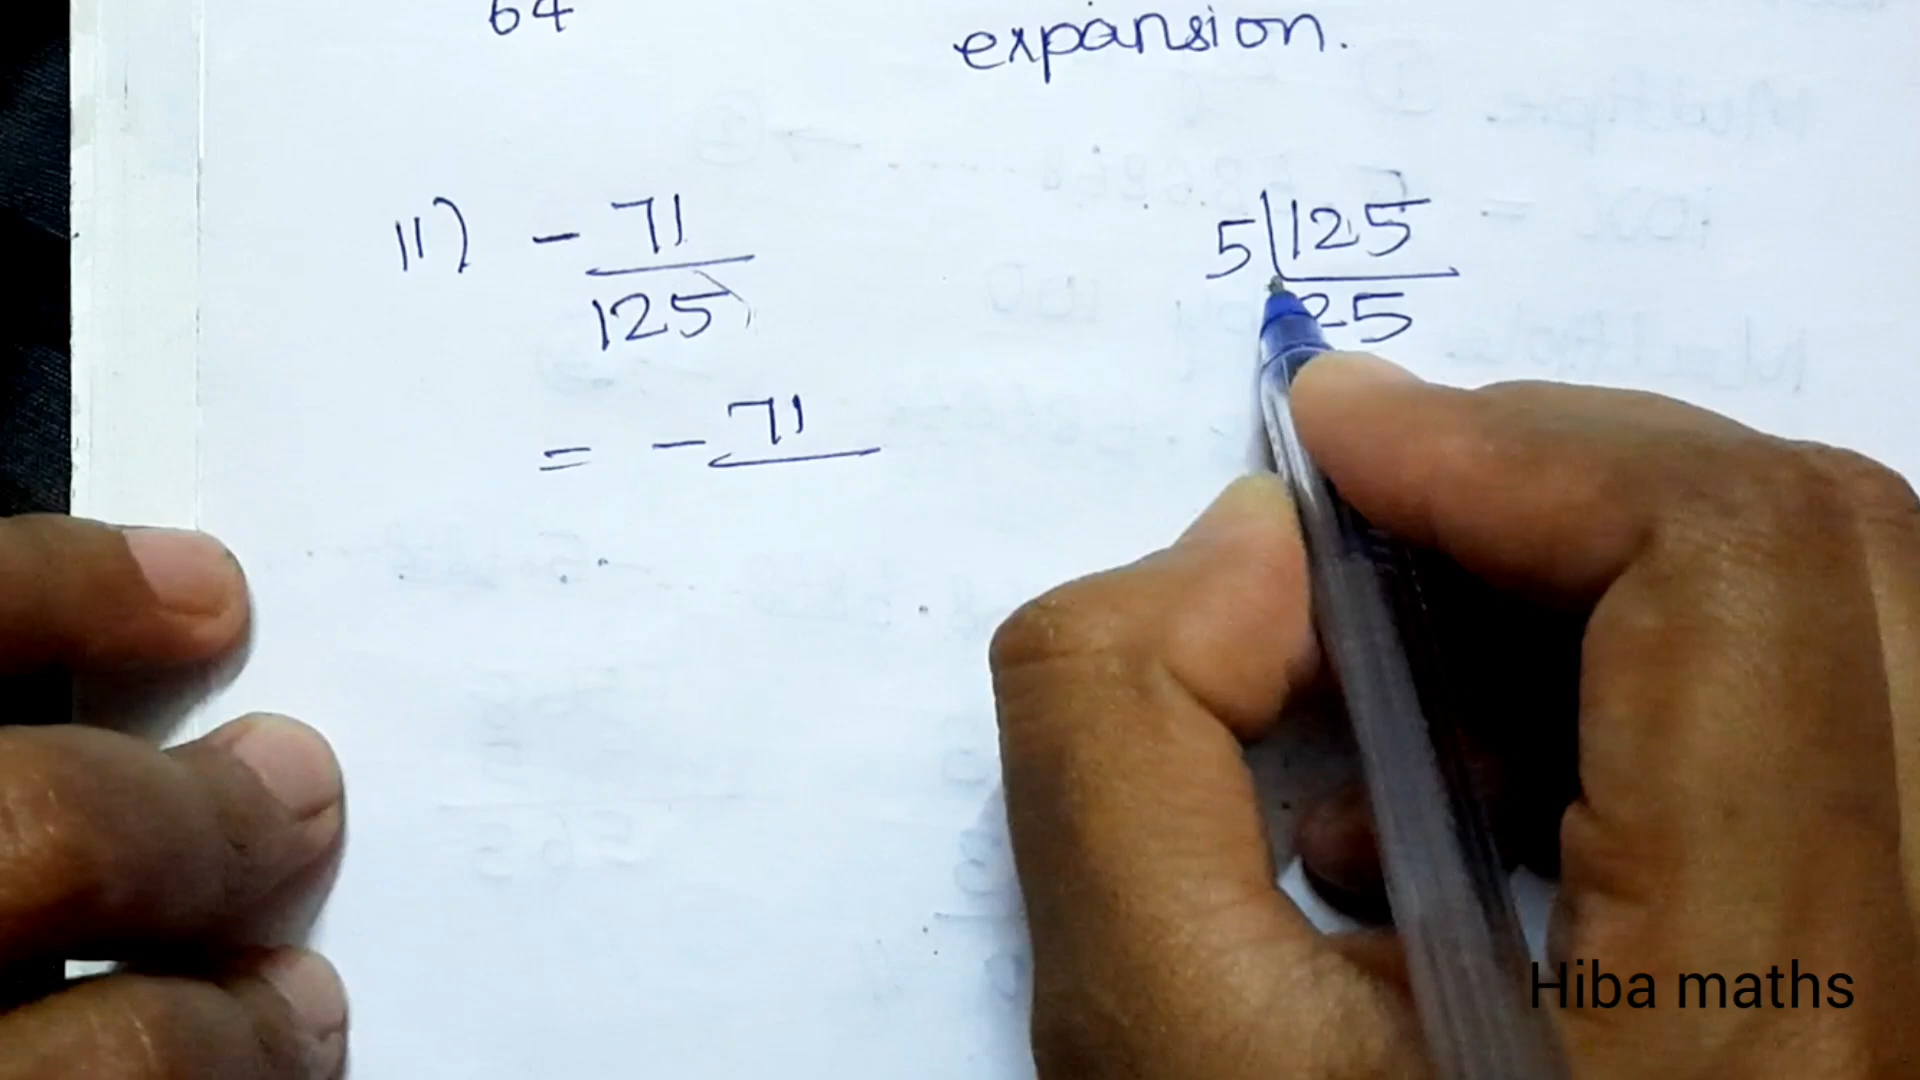 64
expansion.
11) - 71
125
5 125
25
= - 71
Hiba maths